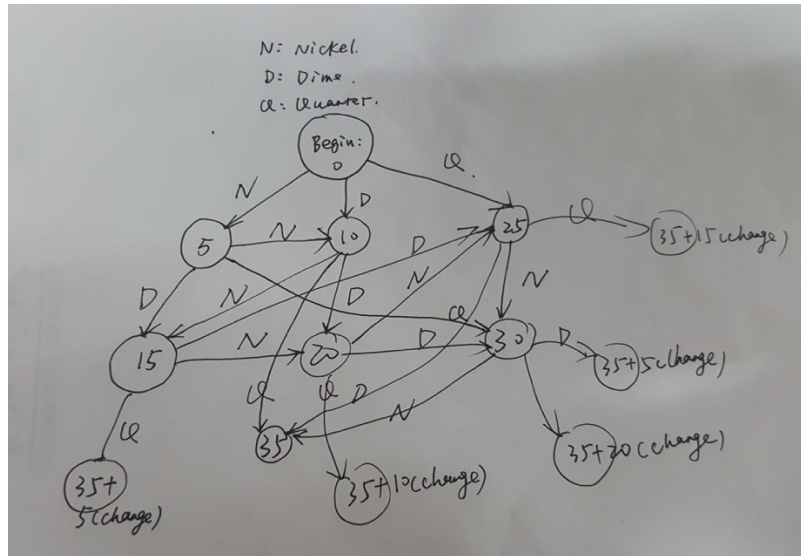 N: Nickel.
D: Dime.
Q: Quarter.
Begin:
0
Q.
N
D
5
N
10
25
Q
35+15(change)
D
D
N
D
N
N
Q
15
N
20
D
30
D
35+5(change)
Q
Q
Q
D
N
35
35+20(change)
35+
5(change)
35+10(change)